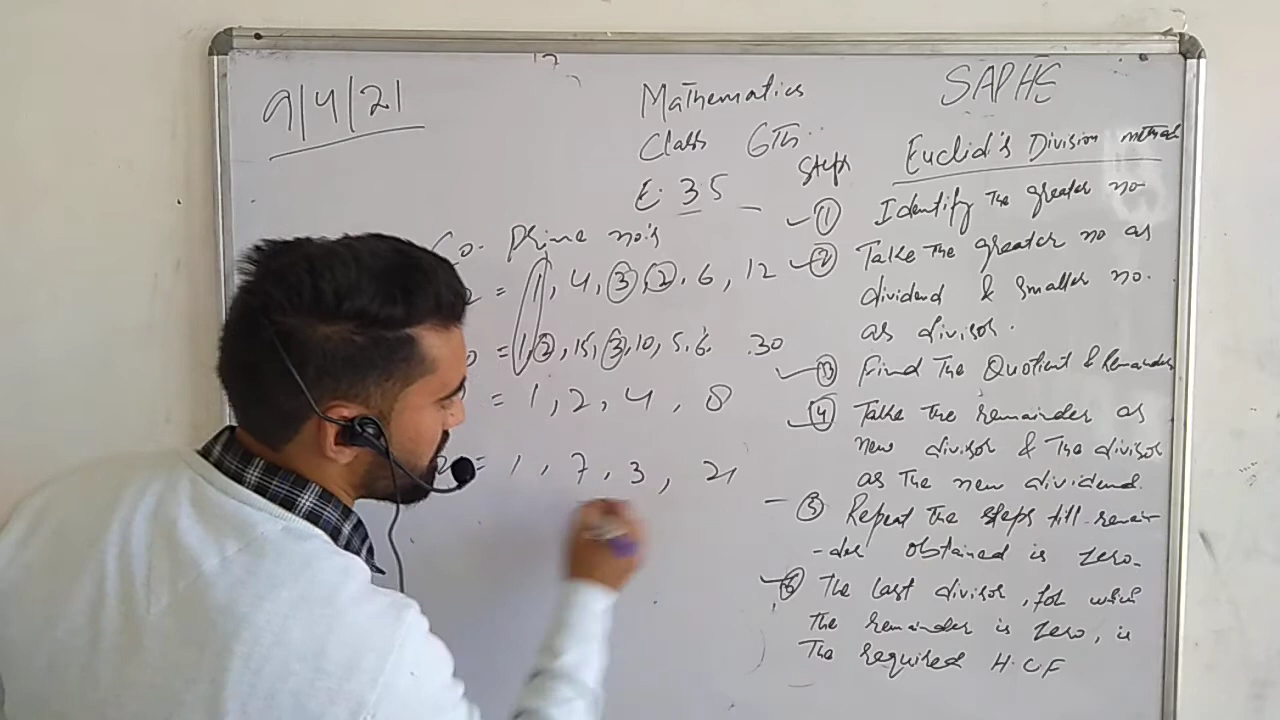 9/4/21
Mathematics
Class 6Th
E. 35
Co-Prime no's
2 = 1, 4, 3, 2, 6, 12
0 = 1, 2, 15, 3, 10, 5, 6, 30
= 1, 2, 4, 8
2 = 1, 7, 3, 21
SAPHE
Euclid's Division method
Steps
① Identify The greater no
② Take The greater no as
dividend & smaller no.
as divisor.
③ Find The Quotient & Remainder
④ Take The remainder as
new divisor & The divisor
as The new dividend.
⑤ Repeat The steps till remain-
-der obtained is zero.
⑥ The last divisor, for which
The remainder is zero, is
The required H.C.F